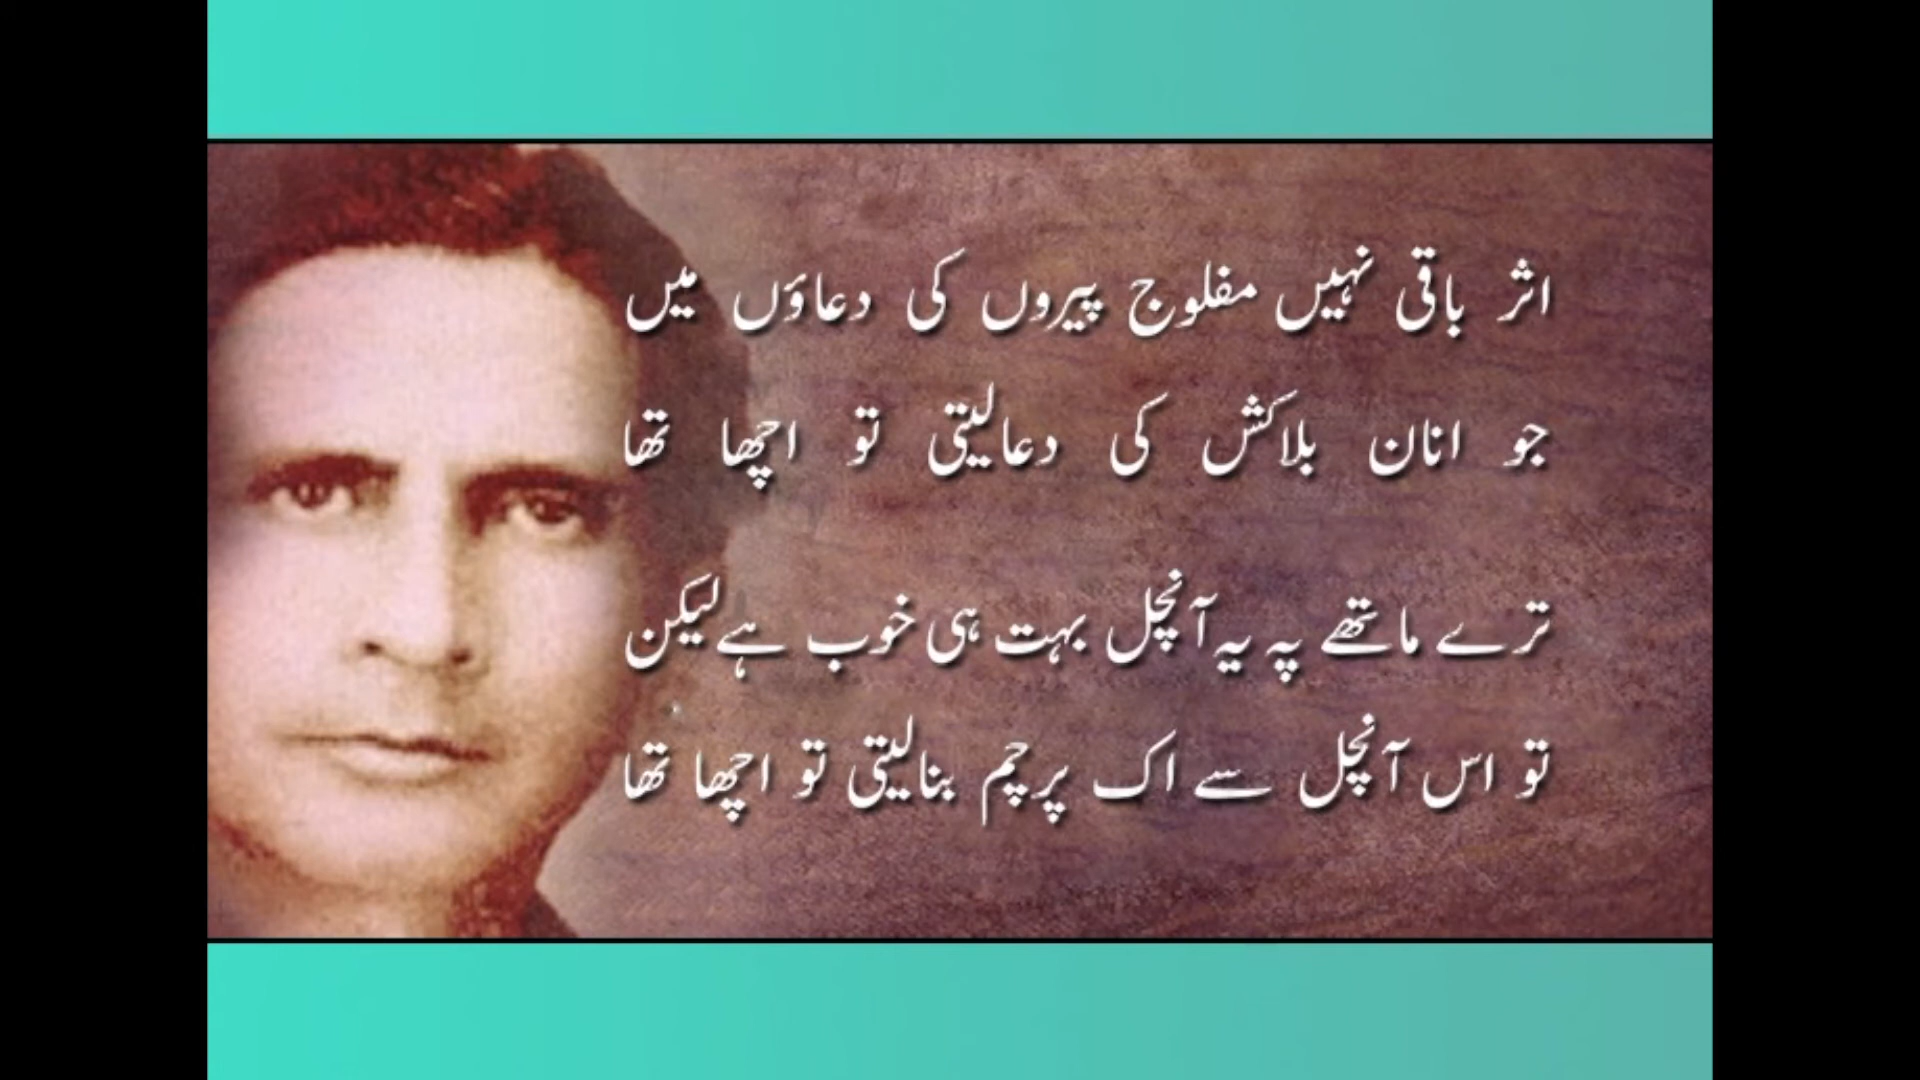 اثر باقی نہیں مفلوج پیروں کی دعاؤں میں
جو انان بلاکش کی دعا لیتی تو اچھا تھا
ترے ماتھے پہ یہ آنچل بہت ہی خوب ہے لیکن
تو اس آنچل سے اک پرچم بنا لیتی تو اچھا تھا